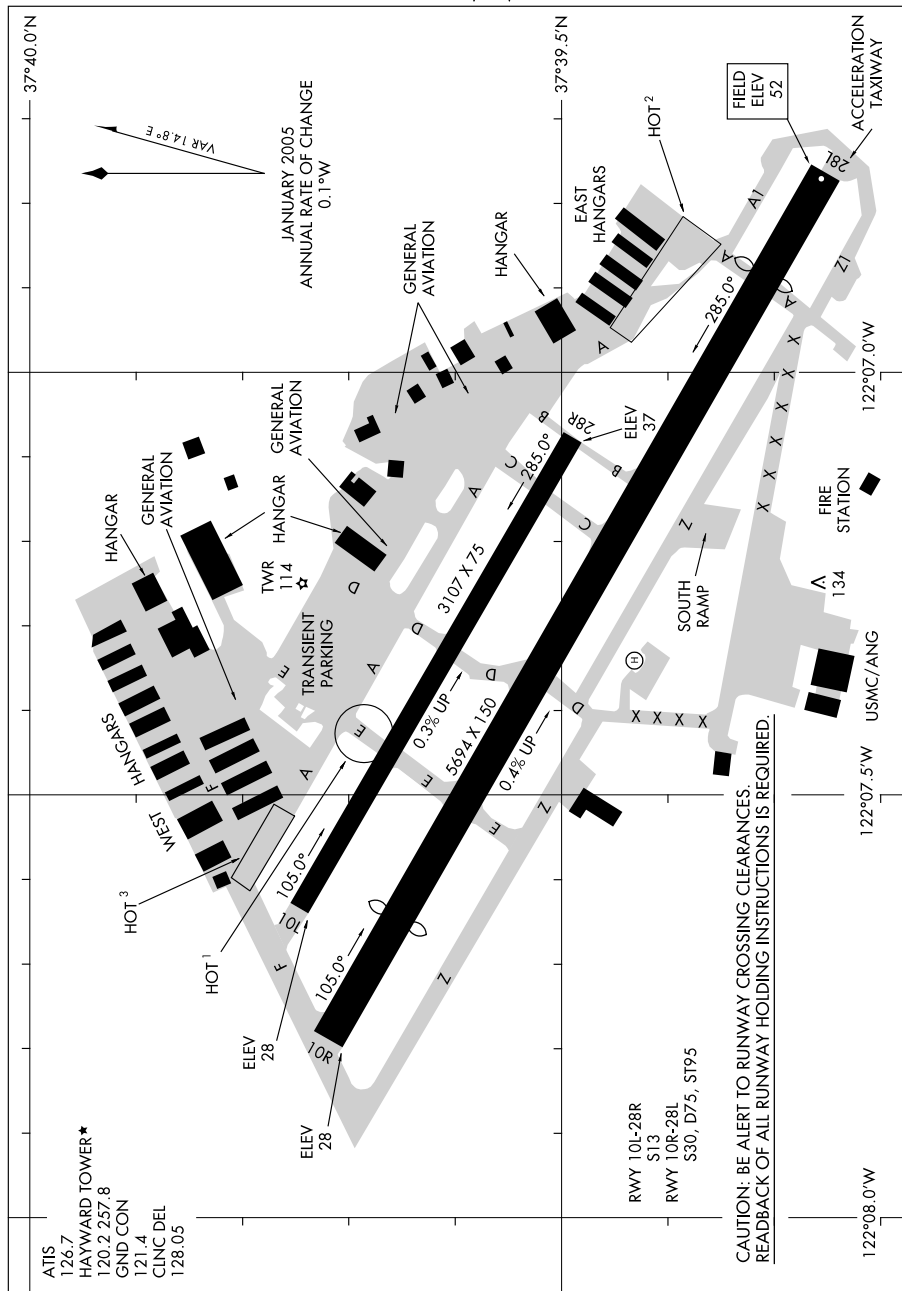 ATIS
126.7
HAYWARD TOWER★
120.2 257.8
GND CON
121.4
CLNC DEL
128.05
37°40.0'N
37°39.5'N
VAR 14.8° E
JANUARY 2005
ANNUAL RATE OF CHANGE
0.1°W
FIELD
ELEV
52
ACCELERATION
TAXIWAY
HOT 2
EAST
HANGARS
HANGAR
GENERAL
AVIATION
GENERAL
AVIATION
HANGAR
TWR
114
HANGAR
GENERAL
AVIATION
TRANSIENT
PARKING
WEST
HANGARS
HOT 3
HOT 1
ELEV
28
ELEV
28
ELEV
37
10L
105.0°
3107 X 75
0.3% UP
285.0°
28R
10R
105.0°
5694 X 150
0.4% UP
285.0°
28L
F
F
A
A
A
A
A
A
A1
Z1
B
B
C
C
D
D
D
D
E
E
E
E
Z
Z
Z
X X X X
X X X X X X
H
SOUTH
RAMP
134
FIRE
STATION
USMC/ANG
RWY 10L-28R
S13
RWY 10R-28L
S30, D75, ST95
CAUTION: BE ALERT TO RUNWAY CROSSING CLEARANCES.
READBACK OF ALL RUNWAY HOLDING INSTRUCTIONS IS REQUIRED.
122°08.0'W
122°07.5'W
122°07.0'W